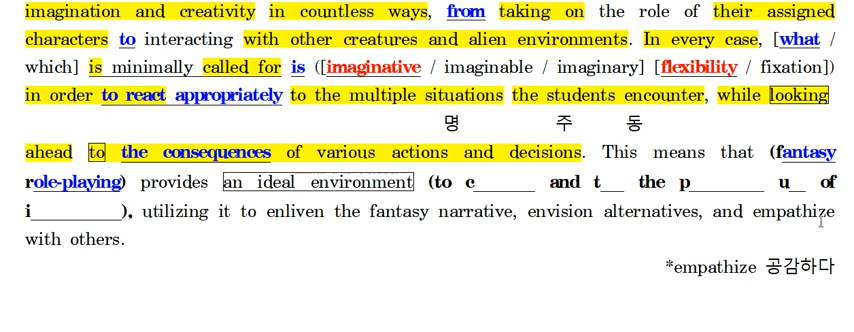 imagination and creativity in countless ways, from taking on the role of their assigned
characters to interacting with other creatures and alien environments. In every case, [what /
which] is minimally called for is ([imaginative / imaginable / imaginary] [flexibility / fixation])
in order to react appropriately to the multiple situations the students encounter, while looking
명 주 동
ahead to the consequences of various actions and decisions. This means that (fantasy
role-playing) provides an ideal environment (to c_______ and t__ the p________ u__ of
i__________), utilizing it to enliven the fantasy narrative, envision alternatives, and empathize
with others.
*empathize 공감하다